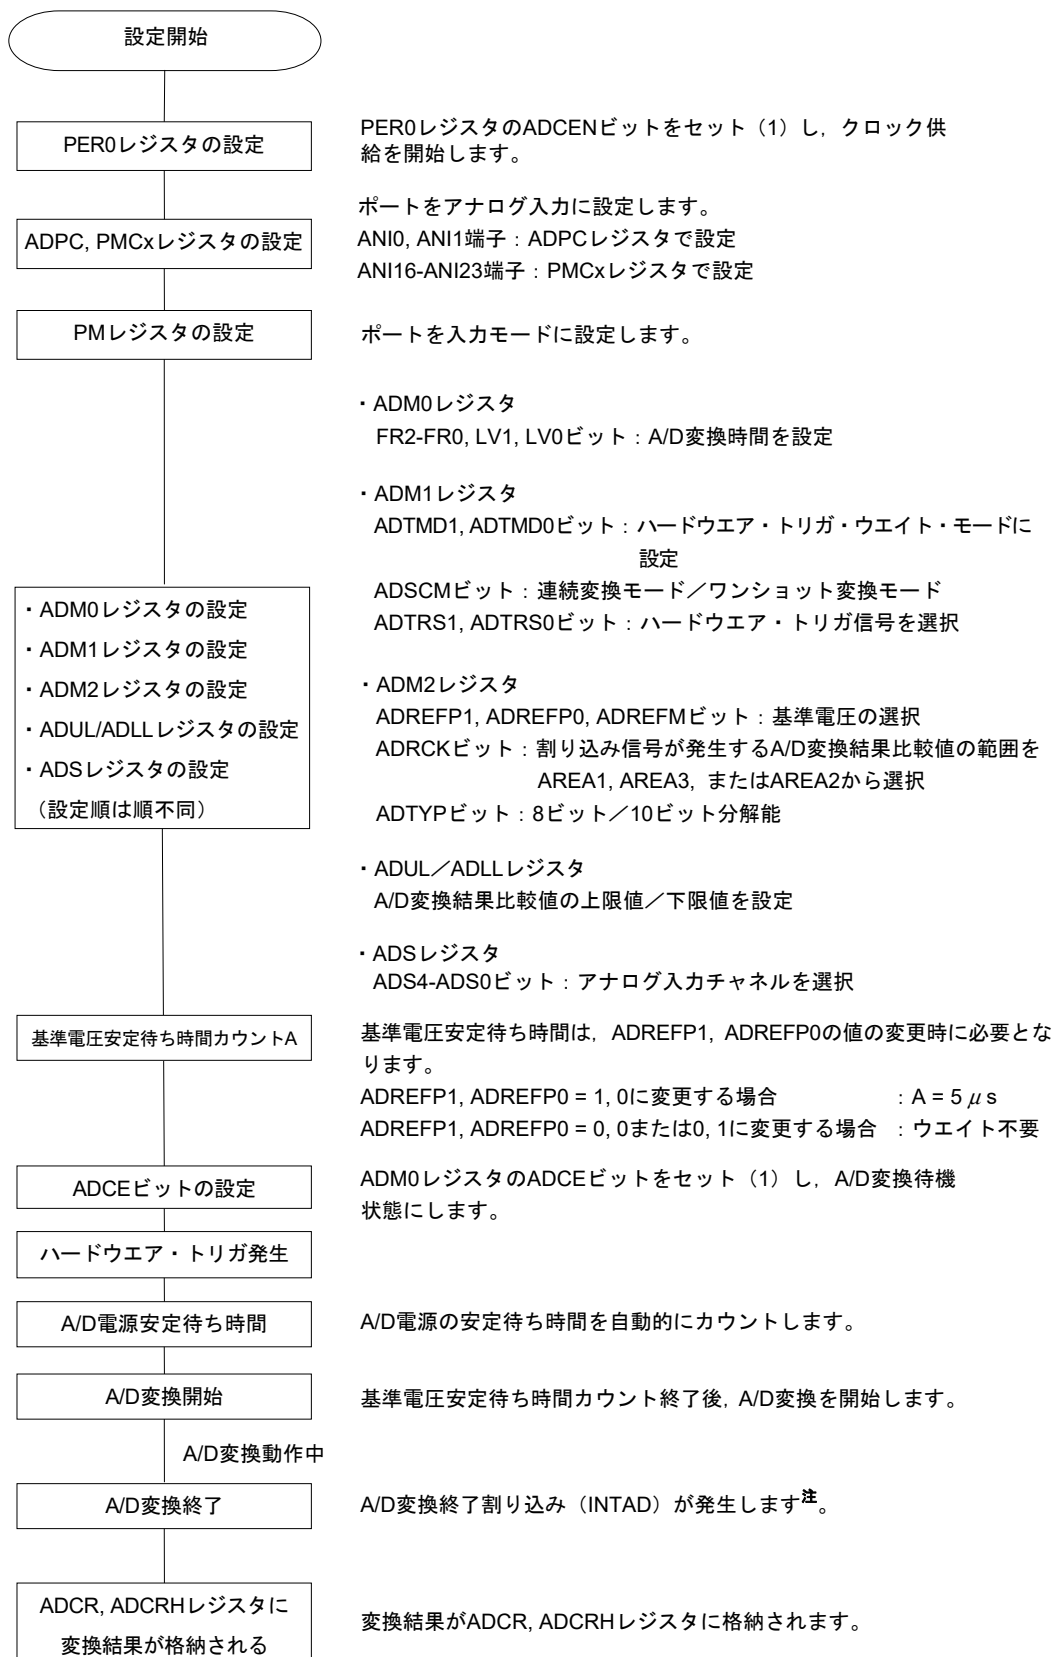 設定開始
PER0レジスタの設定
PER0レジスタのADCENビットをセット（1）し，クロック供
給を開始します。
ADPC, PMCxレジスタの設定
ポートをアナログ入力に設定します。
ANI0, ANI1端子：ADPCレジスタで設定
ANI16-ANI23端子：PMCxレジスタで設定
PMレジスタの設定
ポートを入力モードに設定します。
・ADM0レジスタの設定
・ADM1レジスタの設定
・ADM2レジスタの設定
・ADUL/ADLLレジスタの設定
・ADSレジスタの設定
（設定順は順不同）
・ADM0レジスタ
FR2-FR0, LV1, LV0ビット：A/D変換時間を設定
・ADM1レジスタ
ADTMD1, ADTMD0ビット：ハードウエア・トリガ・ウエイト・モードに
設定
ADSCMビット：連続変換モード／ワンショット変換モード
ADTRS1, ADTRS0ビット：ハードウエア・トリガ信号を選択
・ADM2レジスタ
ADREFP1, ADREFP0, ADREFMビット：基準電圧の選択
ADRCKビット：割り込み信号が発生するA/D変換結果比較値の範囲を
AREA1, AREA3, またはAREA2から選択
ADTYPビット：8ビット／10ビット分解能
・ADUL／ADLLレジスタ
A/D変換結果比較値の上限値／下限値を設定
・ADSレジスタ
ADS4-ADS0ビット：アナログ入力チャネルを選択
基準電圧安定待ち時間カウントA
基準電圧安定待ち時間は，ADREFP1, ADREFP0の値の変更時に必要とな
ります。
ADREFP1, ADREFP0 = 1, 0に変更する場合 ：A = 5 μs
ADREFP1, ADREFP0 = 0, 0または0, 1に変更する場合 ：ウエイト不要
ADCEビットの設定
ADM0レジスタのADCEビットをセット（1）し，A/D変換待機
状態にします。
ハードウエア・トリガ発生
A/D電源安定待ち時間
A/D電源の安定待ち時間を自動的にカウントします。
A/D変換開始
基準電圧安定待ち時間カウント終了後，A/D変換を開始します。
A/D変換動作中
A/D変換終了
A/D変換終了割り込み（INTAD）が発生します注。
ADCR, ADCRHレジスタに
変換結果が格納される
変換結果がADCR, ADCRHレジスタに格納されます。